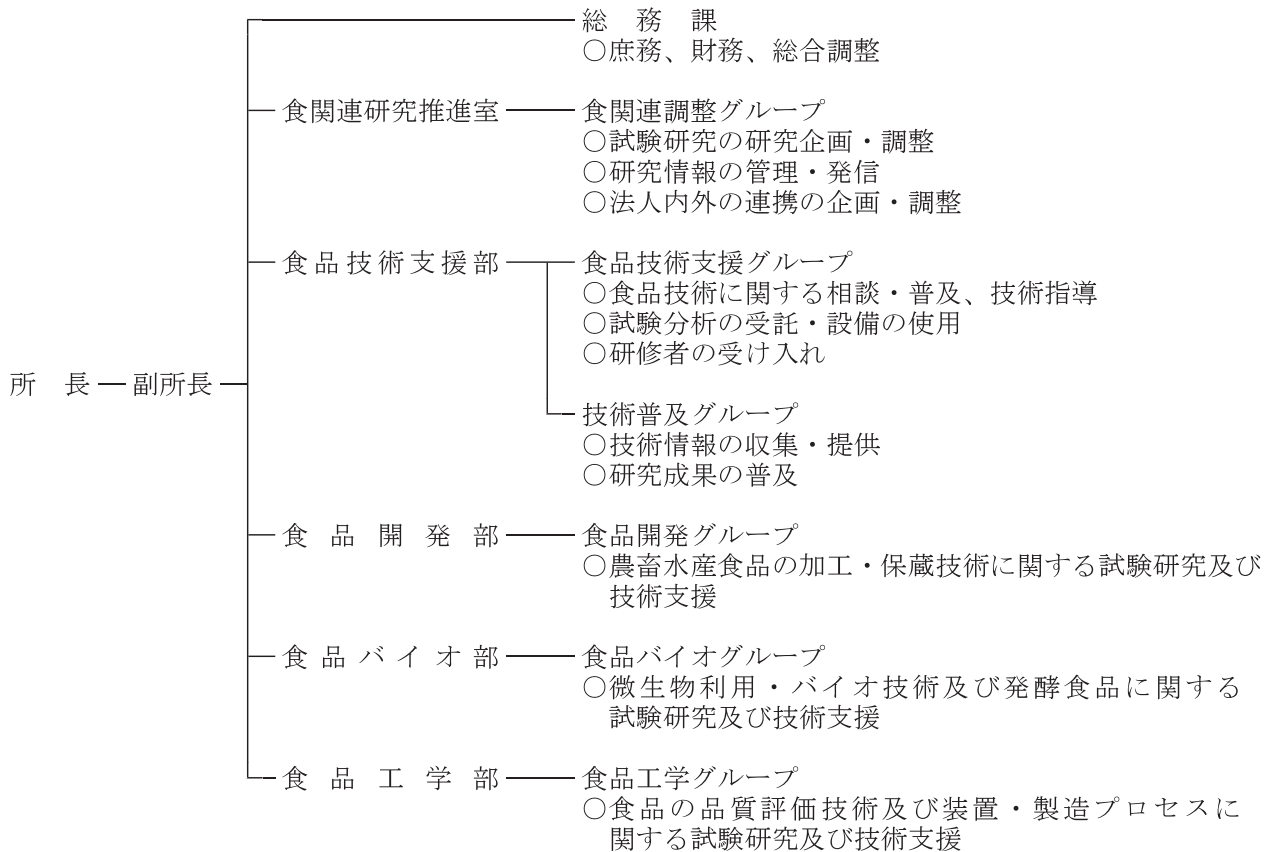 総務課
○庶務、財務、総合調整
食関連研究推進室 食関連調整グループ
○試験研究の研究企画・調整
○研究情報の管理・発信
○法人内外の連携の企画・調整
食品技術支援部 食品技術支援グループ
○食品技術に関する相談・普及、技術指導
○試験分析の受託・設備の使用
○研修者の受け入れ
所長 副所長
技術普及グループ
○技術情報の収集・提供
○研究成果の普及
食品開発部 食品開発グループ
○農畜水産食品の加工・保蔵技術に関する試験研究及び
技術支援
食品バイオ部 食品バイオグループ
○微生物利用・バイオ技術及び発酵食品に関する
試験研究及び技術支援
食品工学部 食品工学グループ
○食品の品質評価技術及び装置・製造プロセスに
関する試験研究及び技術支援